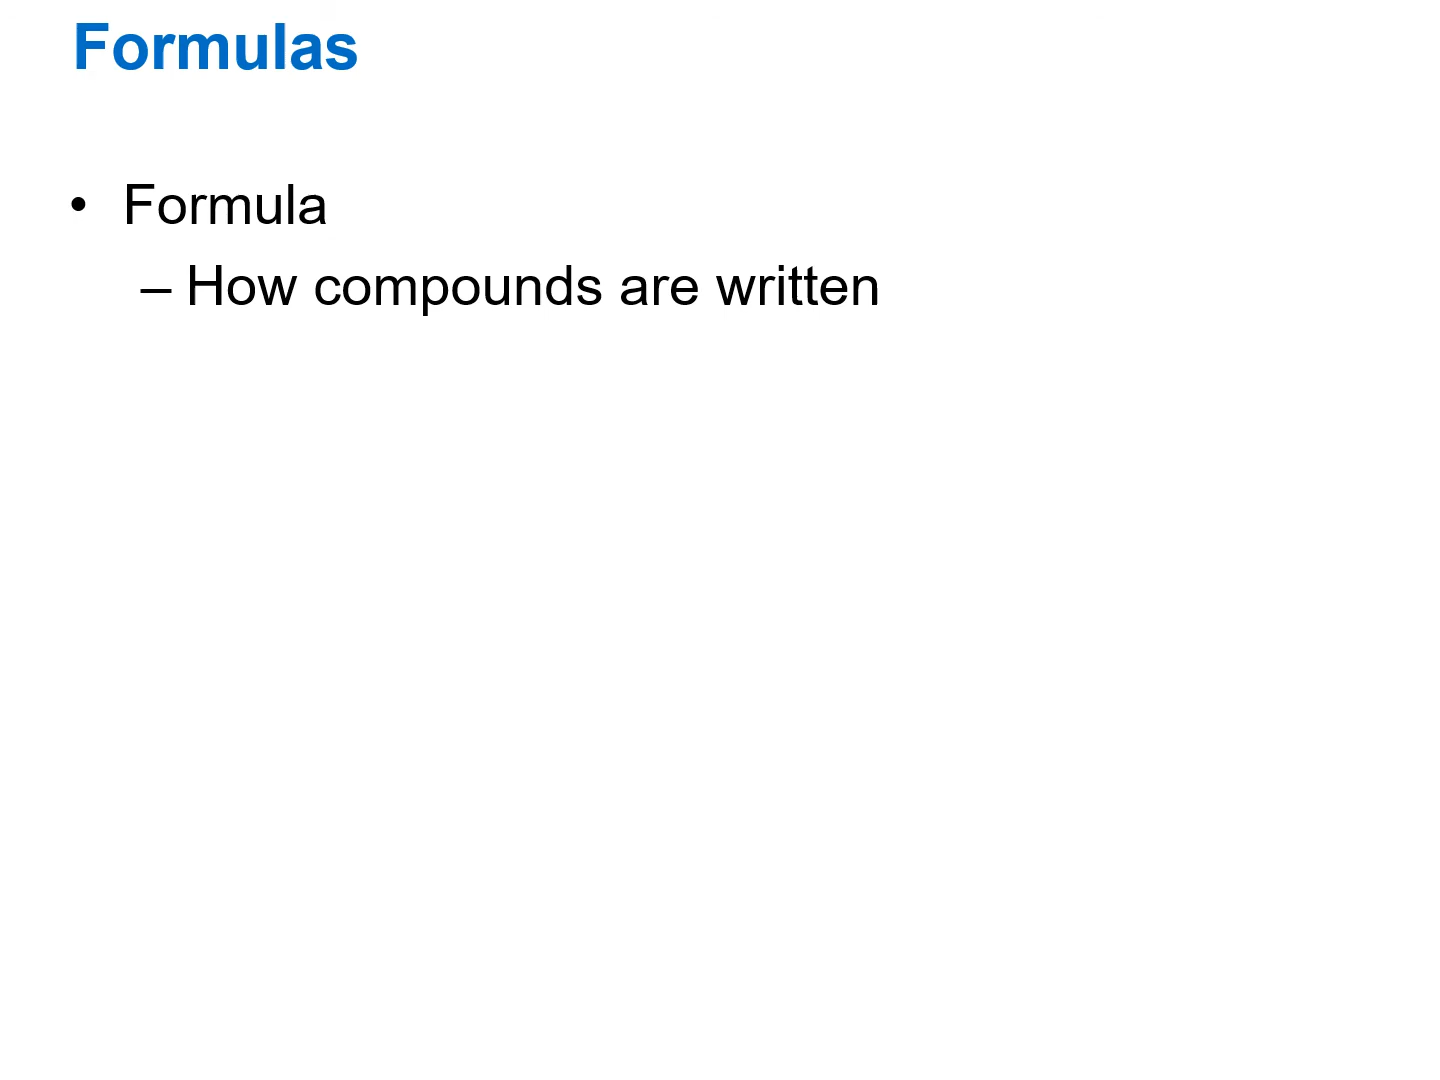 Formulas
• Formula
– How compounds are written